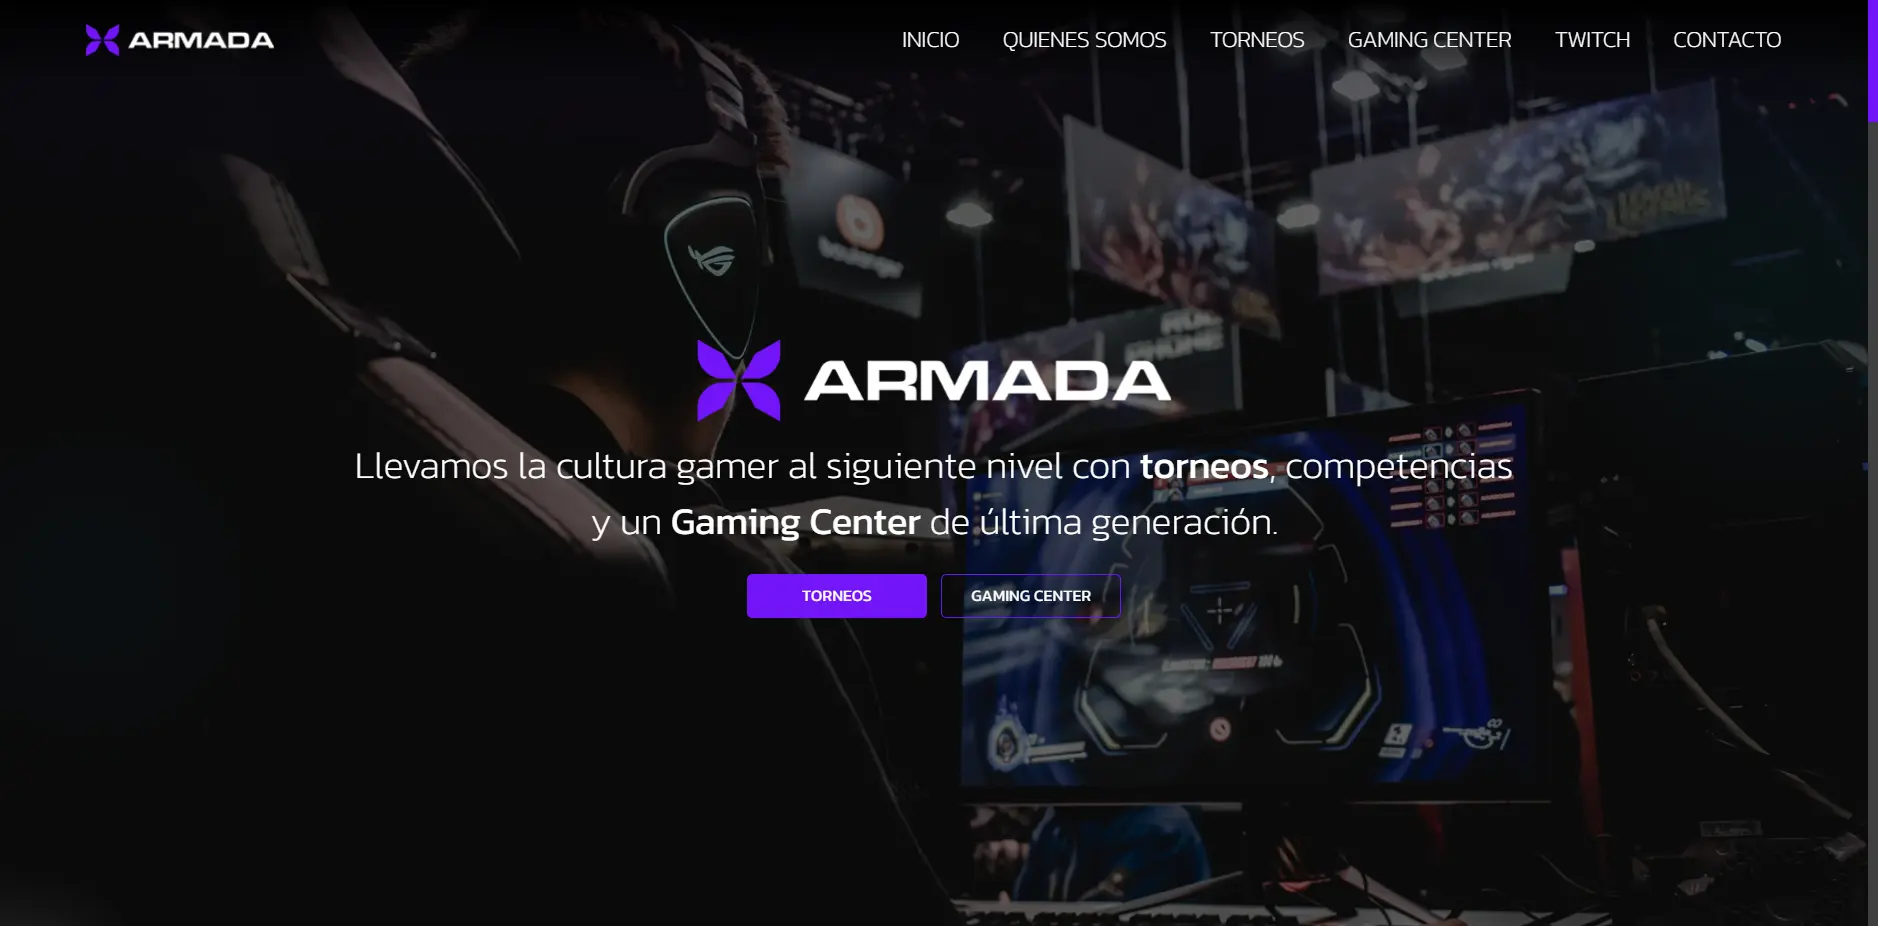 ARMADA
INICIO QUIENES SOMOS TORNEOS GAMING CENTER TWITCH CONTACTO
ARMADA
Llevamos la cultura gamer al siguiente nivel con torneos, competencias
y un Gaming Center de última generación.
TORNEOS GAMING CENTER